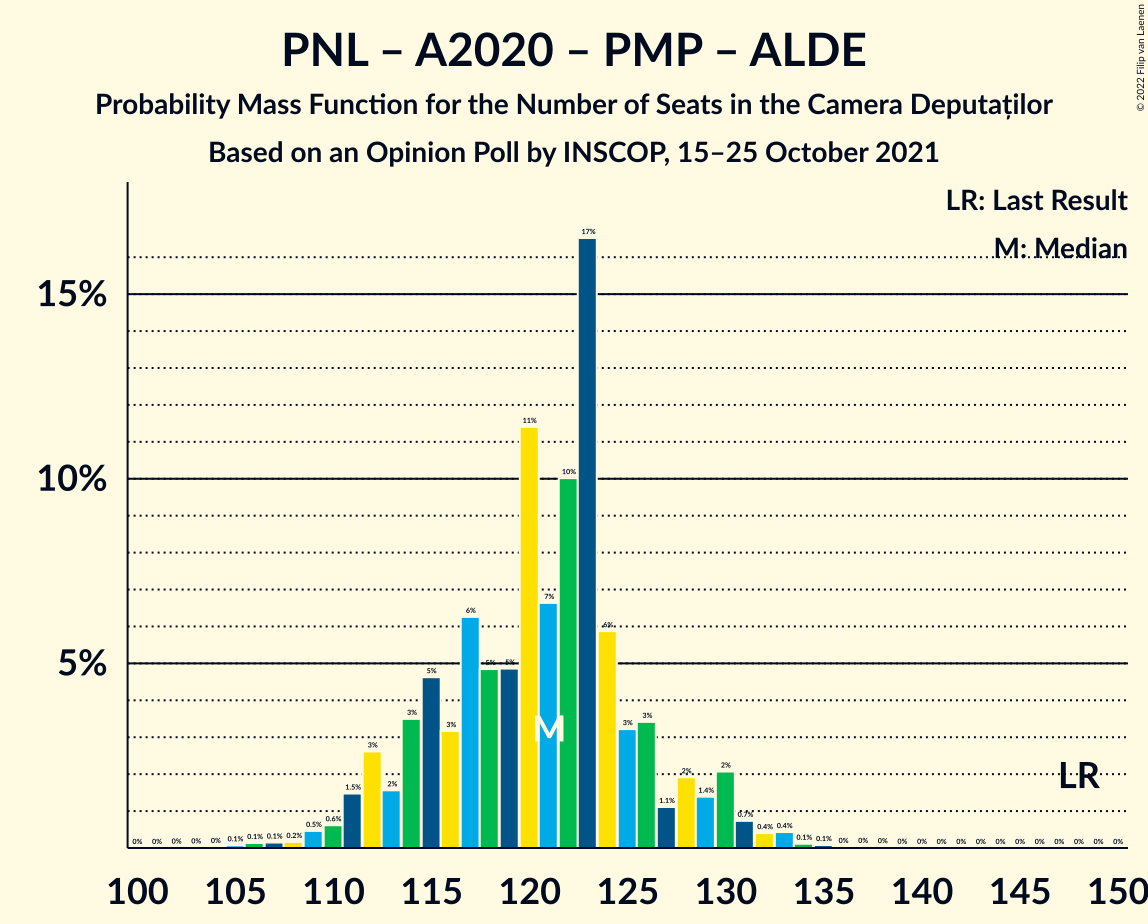 PNL – A2020 – PMP – ALDE
Probability Mass Function for the Number of Seats in the Camera Deputaților
Based on an Opinion Poll by INSCOP, 15–25 October 2021
© 2022 Filip van Laenen
LR: Last Result
M: Median
15%
10%
5%
0% 0% 0% 0% 0% 0.1% 0.1% 0.1% 0.2% 0.5% 0.6% 1.5% 3% 2% 3% 5% 3% 6% 5% 5% 11% 7% 10% 17% 6% 3% 3% 1.1% 2% 1.4% 2% 0.7% 0.4% 0.4% 0.1% 0.1% 0% 0% 0% 0% 0% 0% 0% 0% 0% 0% 0% 0% 0% 0% 0%
M
LR
100 105 110 115 120 125 130 135 140 145 150